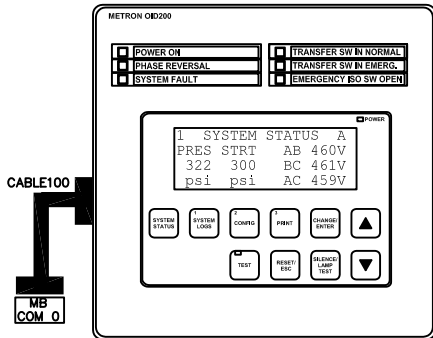 METRON OID200
POWER ON
PHASE REVERSAL
SYSTEM FAULT
TRANSFER SW IN NORMAL
TRANSFER SW IN EMERG.
EMERGENCY ISO SW OPEN
POWER
1 SYSTEM STATUS A
PRES STRT AB 460V
322 300 BC 461V
psi psi AC 459V
CABLE100
SYSTEM STATUS
1 SYSTEM LOGS
2 CONFIG
3 PRINT
CHANGE/ ENTER
TEST
RESET/ ESC
SILENCE/ LAMP TEST
MB
COM 0